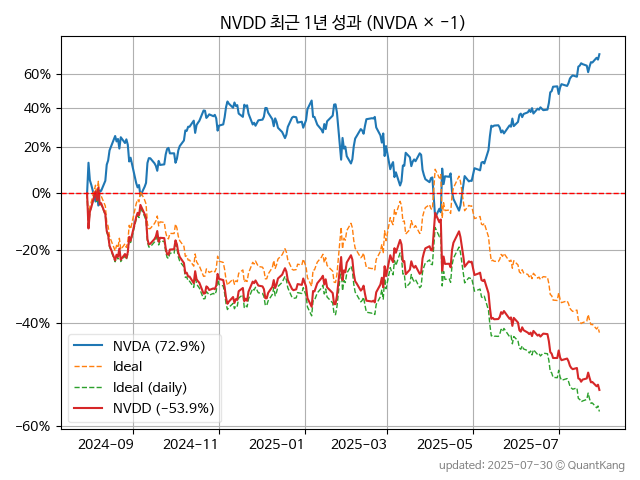 NVDD 최근 1년 성과 (NVDA × −1)
60%
40%
20%
0%
−20%
−40%
−60%
NVDA (72.9%)
Ideal
Ideal (daily)
NVDD (−53.9%)
2024-09
2024-11
2025-01
2025-03
2025-05
2025-07
updated: 2025-07-30 © QuantKang